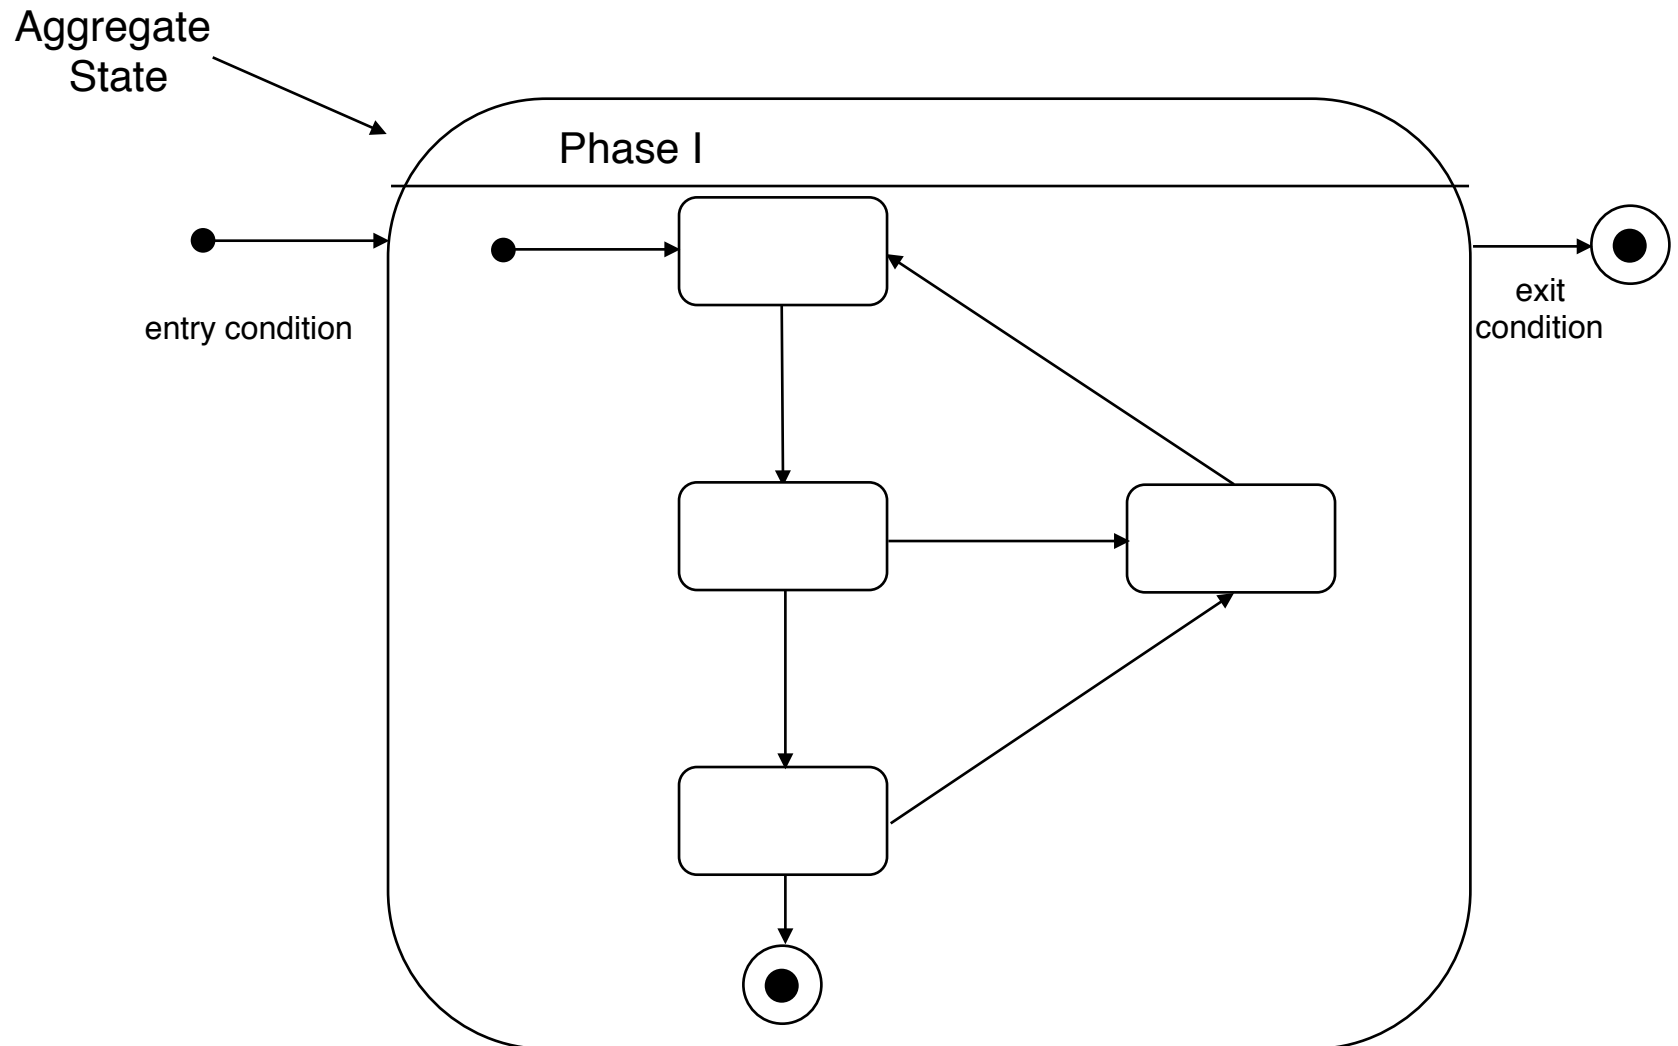 Aggregate
State
Phase I
entry condition
exit
condition